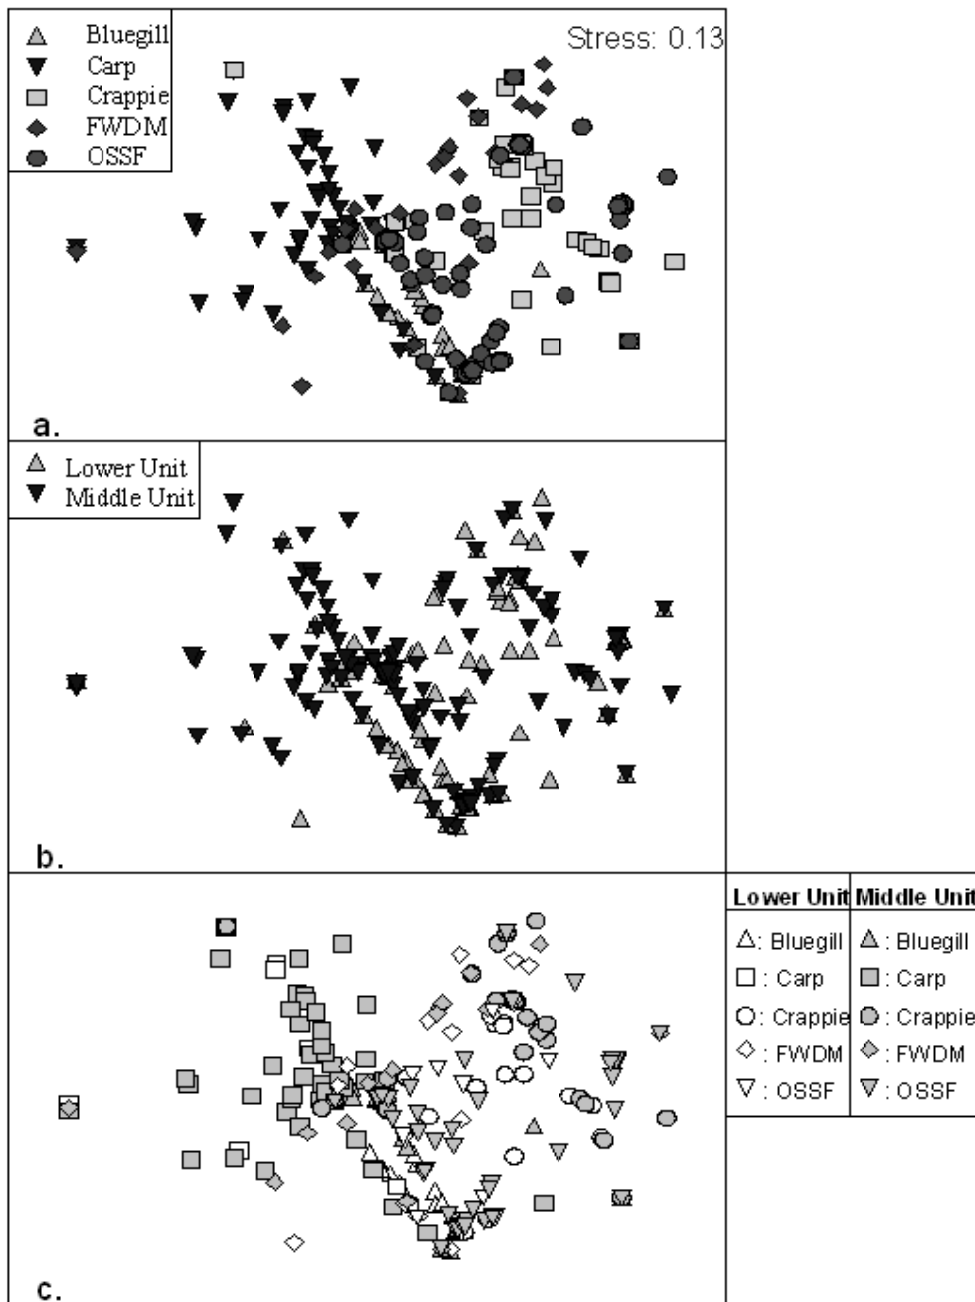 Bluegill
Carp
Crappie
FWDM
OSSF
Stress: 0.13
a.
Lower Unit
Middle Unit
b.
Lower Unit Middle Unit
: Bluegill : Bluegill
: Carp : Carp
: Crappie : Crappie
: FWDM : FWDM
: OSSF : OSSF
c.